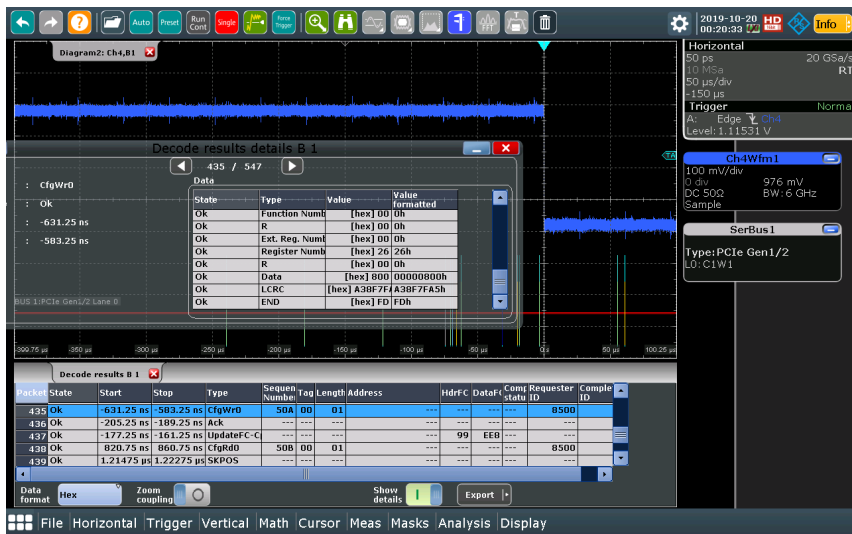 Auto Preset Run Cont Single Force Trigger FFT
2019-10-20 HD
00:20:33 Info
Diagram2: Ch4,B1
Horizontal
50 ps 20 GSa/s
10 MSa RT
50 µs/div
-150 µs
Trigger Norma
A: Edge Ch4
Level: 1.11531 V
TA
Ch4Wfm1
100 mV/div
0 div 976 mV
DC 50Ω BW: 6 GHz
Sample
SerBus1
Type:PCIe Gen1/2
L0: C1W1
Decode results details B 1
435 / 547
: CfgWr0
: Ok
: -631.25 ns
: -583.25 ns
Data
State Type Value Value formatted
Ok Function Numb [hex] 00 0h
Ok R [hex] 00 0h
Ok Ext. Reg. Numb [hex] 00 0h
Ok Register Numb [hex] 26 26h
Ok R [hex] 00 0h
Ok Data [hex] 800 00000800h
Ok LCRC [hex] A38F7F A38F7FA5h
Ok END [hex] FD FDh
BUS 1:PCIe Gen1/2 Lane 0
-399.75 µs -350 µs -300 µs -250 µs -200 µs -150 µs -100 µs -50 µs 0 s 50 µs 100.25 µs
Decode results B 1
Packet State Start Stop Type Sequen Number Tag Length Address HdrFC DataFC Comp statu Requester ID Comple ID
435 Ok -631.25 ns -583.25 ns CfgWr0 50A 00 01 --- --- --- --- 8500
436 Ok -205.25 ns -189.25 ns Ack --- --- --- --- --- --- ---
437 Ok -177.25 ns -161.25 ns UpdateFC-C --- --- --- --- 99 EE8 ---
438 Ok 820.75 ns 860.75 ns CfgRd0 50B 00 01 --- --- --- --- 8500
439 Ok 1.21475 µs 1.22275 µs SKPOS --- --- --- --- --- --- ---
Data format Hex Zoom coupling Show details Export
File Horizontal Trigger Vertical Math Cursor Meas Masks Analysis Display